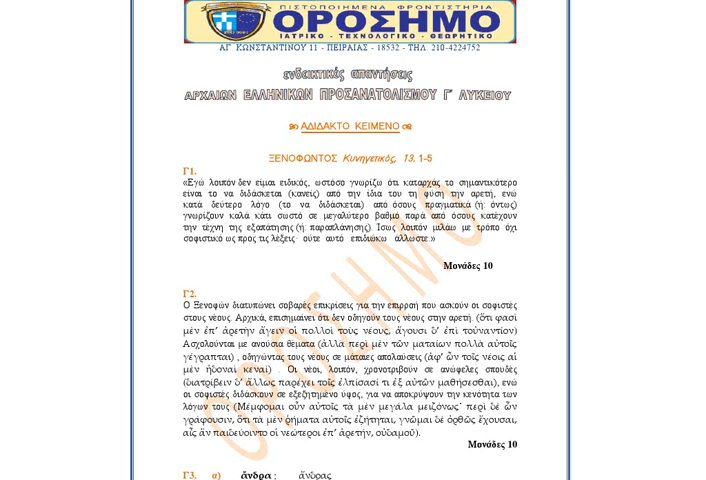 ΠΙΣΤΟΠΟΙΗΜΕΝΑ ΦΡΟΝΤΙΣΤΗΡΙΑ
ΟΡΟΣΗΜΟ
ΙΑΤΡΙΚΟ - ΤΕΧΝΟΛΟΓΙΚΟ - ΘΕΩΡΗΤΙΚΟ
ΑΓ. ΚΩΝΣΤΑΝΤΙΝΟΥ 11 - ΠΕΙΡΑΙΑΣ - 18532 - ΤΗΛ. 210-4224752
ενδεικτικές απαντήσεις
ΑΡΧΑΙΩΝ ΕΛΛΗΝΙΚΩΝ ΠΡΟΣΑΝΑΤΟΛΙΣΜΟΥ Γ΄ ΛΥΚΕΙΟΥ
ΑΔΙΔΑΚΤΟ ΚΕΙΜΕΝΟ
ΞΕΝΟΦΩΝΤΟΣ Κυνηγετικός, 13. 1-5
Γ1.
«Εγώ λοιπόν δεν είμαι ειδικός, ωστόσο γνωρίζω ότι καταρχάς το σημαντικότερο
είναι το να διδάσκεται (κανείς) από την ίδια του τη φύση την αρετή, ενώ
κατά δεύτερο λόγο (το να διδάσκεται) από όσους πραγματικά (ή: όντως)
γνωρίζουν καλά κάτι σωστό σε μεγαλύτερο βαθμό παρά από όσους κατέχουν
την τέχνη της εξαπάτησης (ή: παραπλάνησης). Ίσως λοιπόν μιλάω με τρόπο όχι
σοφιστικό ως προς τις λέξεις· ούτε αυτό επιδιώκω άλλωστε.»
Μονάδες 10
Γ2.
Ο Ξενοφών διατυπώνει σοβαρές επικρίσεις για την επιρροή που ασκούν οι σοφιστές
στους νέους. Αρχικά, επισημαίνει ότι δεν οδηγούν τους νέους στην αρετή. (ὅτι φασὶ
μὲν ἐπ' ἀρετὴν ἄγειν οἱ πολλοὶ τοὺς νέους, ἄγουσι δ' ἐπὶ τοὐναντίον)
Ασχολούνται με ανούσια θέματα (ἀλλὰ περὶ μὲν τῶν ματαίων πολλὰ αὐτοῖς
γέγραπται) , οδηγώντας τους νέους σε μάταιες απολαύσεις (ἀφ' ὧν τοῖς νέοις αἱ
μὲν ἡδοναὶ κεναί) . Οι νέοι, λοιπόν, χρονοτριβούν σε ανώφελες σπουδές
(διατρίβειν δ' ἄλλως παρέχει τοῖς ἐλπίσασί τι ἐξ αὐτῶν μαθήσεσθαι), ενώ
οι σοφιστές διδάσκουν σε εξεζητημένο ύφος, για να αποκρύψουν την κενότητα των
λόγων τους (Μέμφομαι οὖν αὐτοῖς τὰ μὲν μεγάλα μειζόνως˙ περὶ δὲ ὧν
γράφουσιν, ὅτι τὰ μὲν ῥήματα αὐτοῖς ἐζήτηται, γνῶμαι δὲ ὀρθῶς ἔχουσαι,
αἷς ἂν παιδεύοιντο οἱ νεώτεροι ἐπ' ἀρετήν, οὐδαμοῦ).
Μονάδες 10
Γ3. α) ἄνδρα : ἄνδρας
ΟΡΟΣΗΜΟ